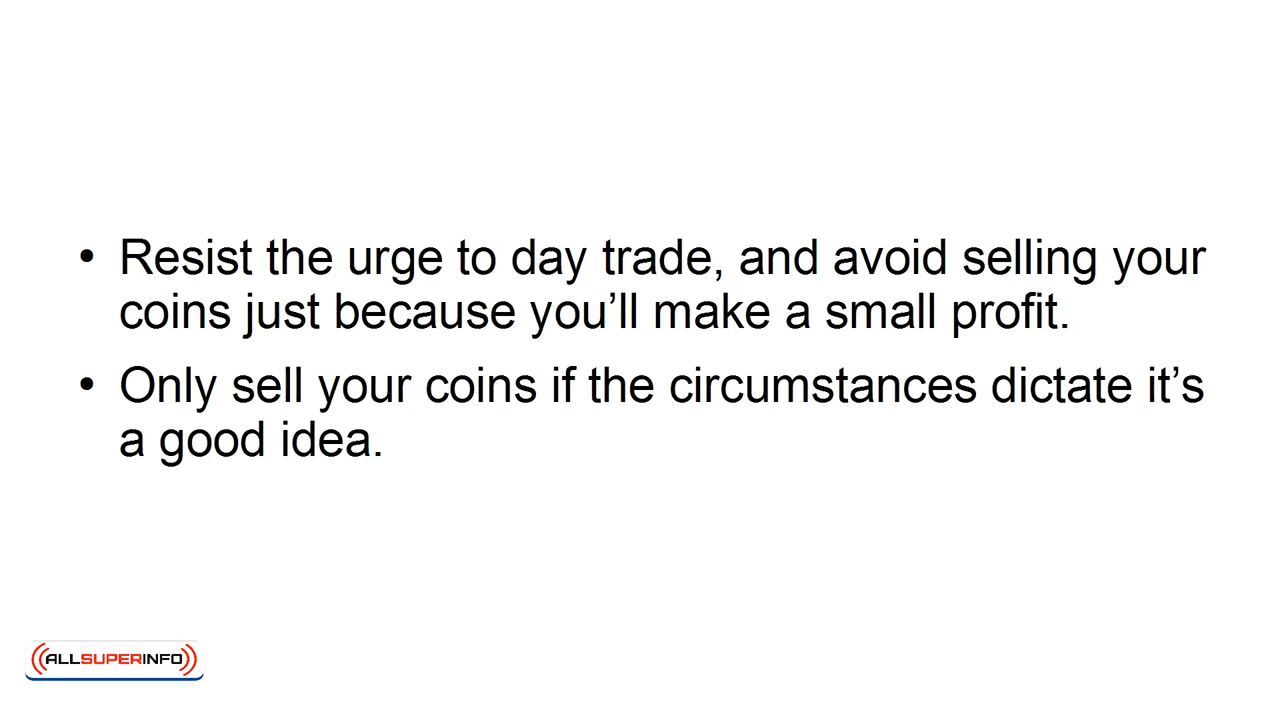 • Resist the urge to day trade, and avoid selling your
coins just because you’ll make a small profit.
• Only sell your coins if the circumstances dictate it’s
a good idea.
ALLSUPERINFO